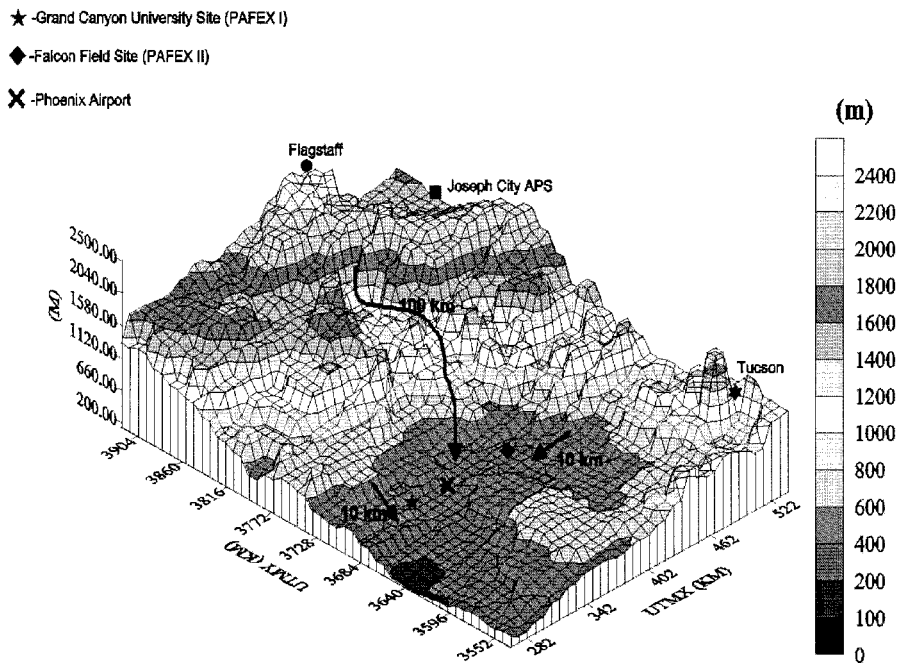 -Grand Canyon University Site (PAFEX I)
-Falcon Field Site (PAFEX II)
-Phoenix Airport
(m)
Flagstaff
Joseph City APS
2400
2200
2000
1800
1600
1400
1200
1000
800
600
400
200
100
0
2500.00
2040.00
1580.00
1120.00
660.00
200.00
(M)
100 km
Tucson
10 km
10 km
3904
3860
3816
3772
3728
3684
3640
3596
3552
UTMY (KM)
282
342
402
462
522
UTMX (KM)